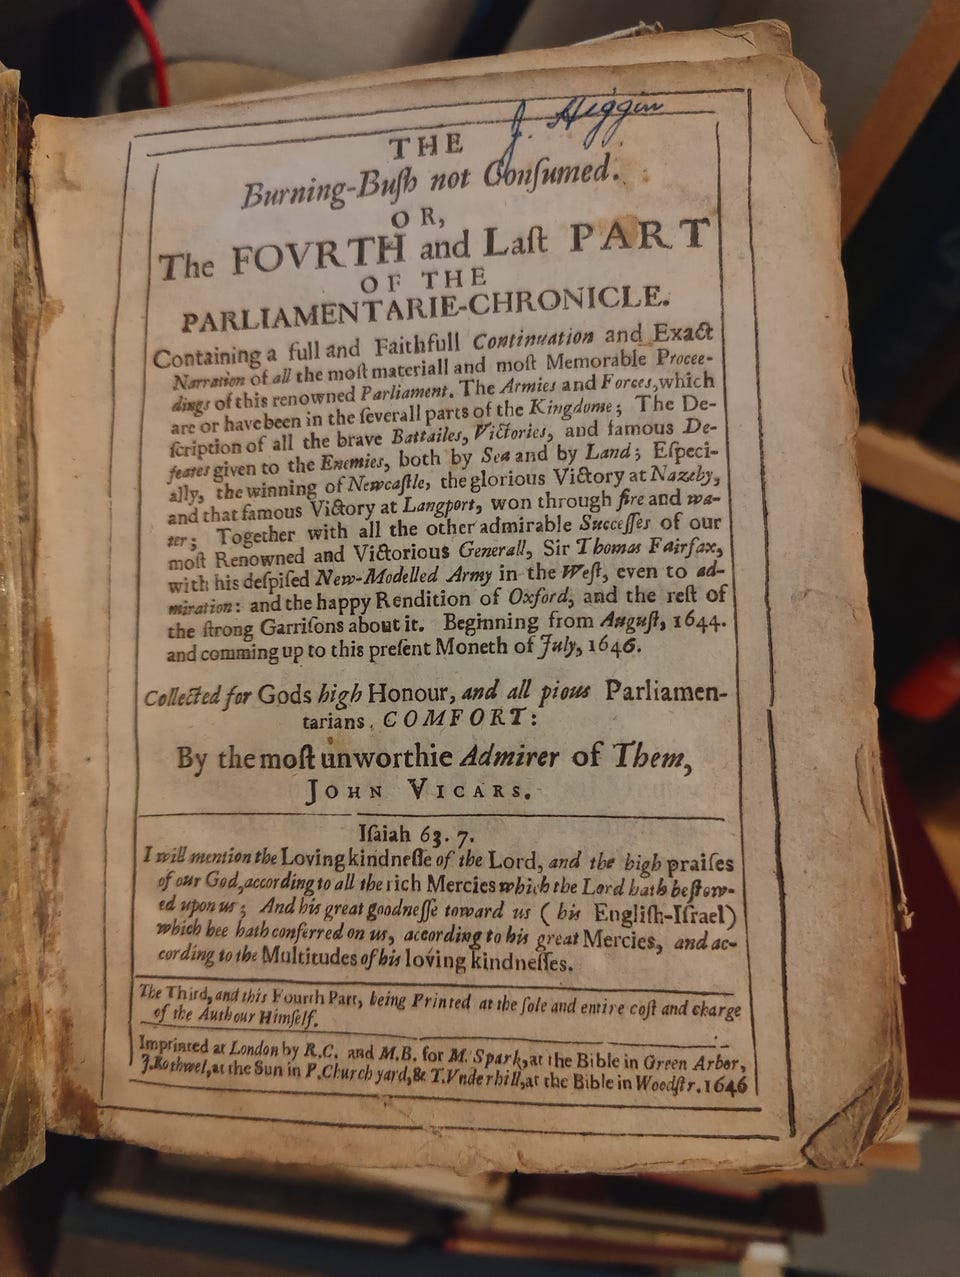 J. Higgin
THE
Burning-Buſh not Conſumed.
OR,
The FOVRTH and Laſt PART
OF THE
PARLIAMENTARIE-CHRONICLE.
Containing a full and Faithfull Continuation and Exact
Narration of all the moſt materiall and moſt Memorable Procee-
dings of this renowned Parliament. The Armies and Forces, which
are or have been in the ſeverall parts of the Kingdome; The De-
ſcription of all the brave Battailes, Victories, and famous De-
feates given to the Enemies, both by Sea and by Land; Eſpeci-
ally, the winning of Newcaſtle, the glorious Victory at Nazeby,
and that famous Victory at Langport, won through fire and wa-
ter; Together with all the other admirable Succeſſes of our
moſt Renowned and Victorious Generall, Sir Thomas Fairfax,
with his deſpiſed New-Modelled Army in the Weſt, even to ad-
miration: and the happy Rendition of Oxford, and the reſt of
the ſtrong Garriſons about it. Beginning from Auguſt, 1644.
and comming up to this preſent Moneth of July, 1646.
Collected for Gods high Honour, and all pious Parliamen-
tarians, COMFORT:
By the moſt unworthie Admirer of Them,
JOHN VICARS.
Iſaiah 63. 7.
I will mention the Loving kindneſſe of the Lord, and the high praiſes
of our God, according to all the rich Mercies which the Lord hath beſtow-
ed upon us; And his great goodneſſe toward us ( his Engliſh-Iſrael)
which hee hath conferred on us, according to his great Mercies, and ac-
cording to the Multitudes of his loving kindneſſes.
The Third, and this Fourth Part, being Printed at the ſole and entire coſt and charge
of the Authour Himſelf.
Imprinted at London by R.C. and M.B. for M. Spark, at the Bible in Green Arbor,
J. Rothwel, at the Sun in P. Church yard, & T. Vnderhill, at the Bible in Woodſtr. 1646